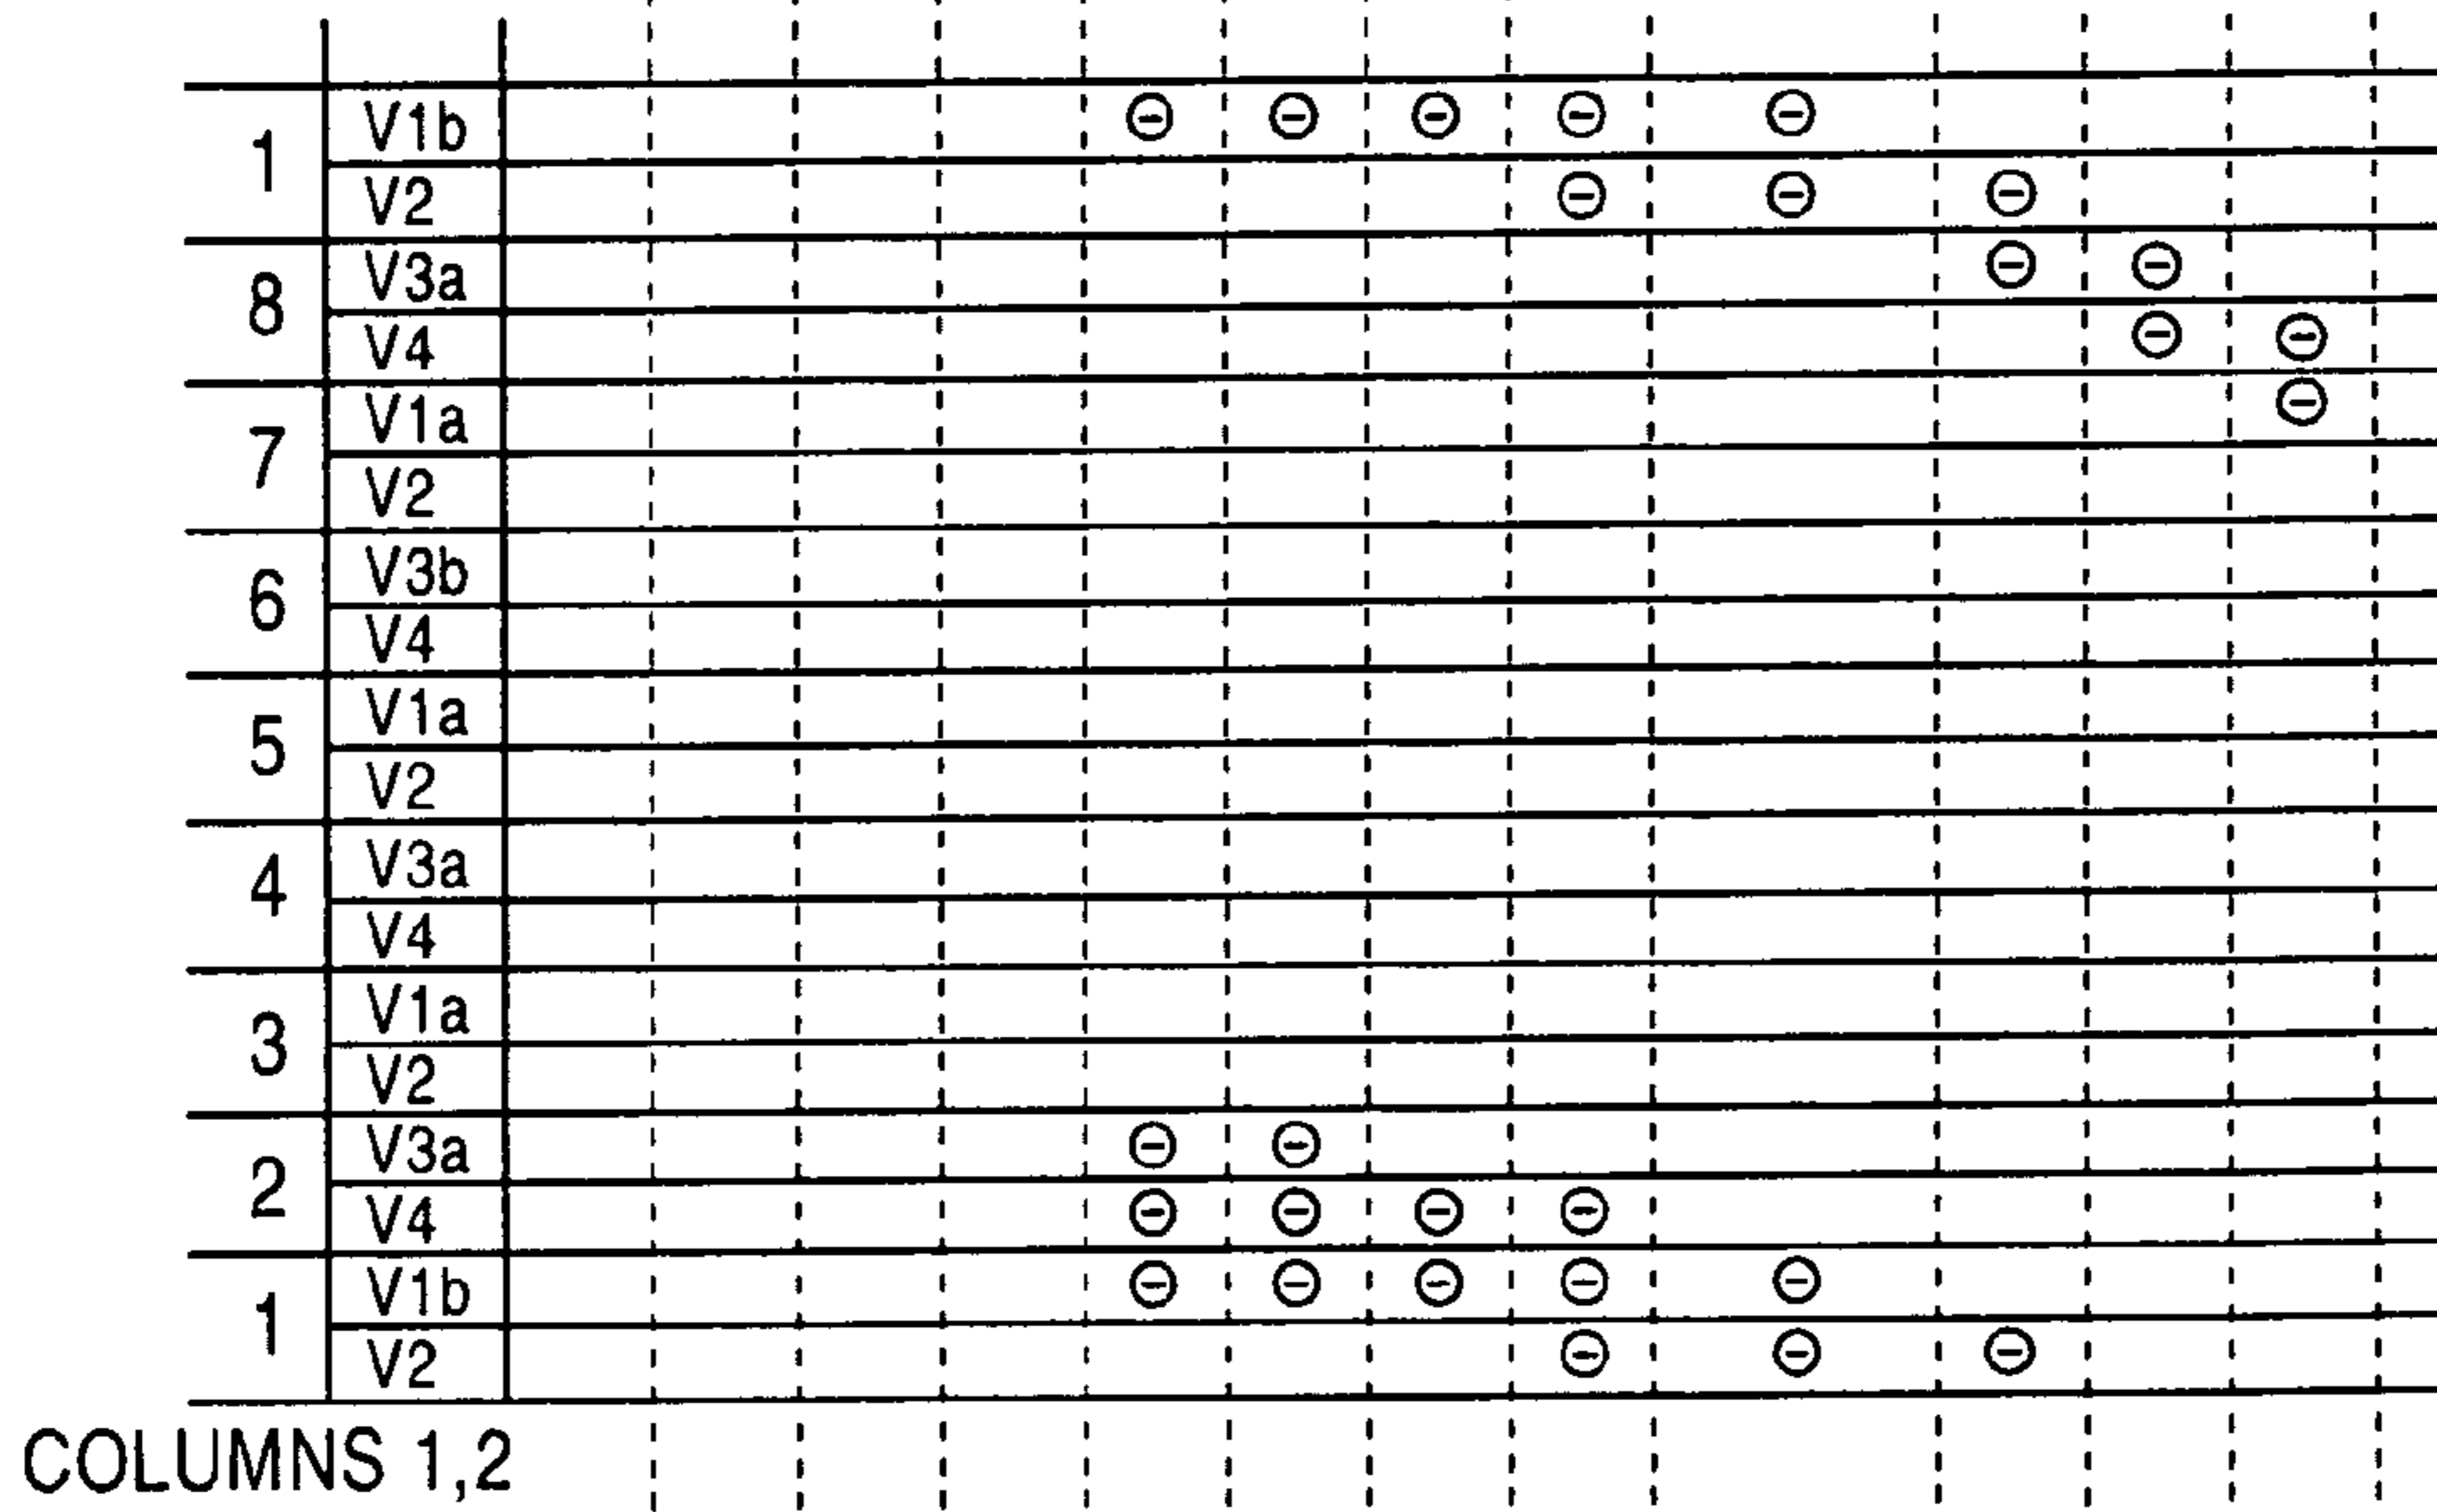 1 V1b ⊖ ⊖ ⊖ ⊖ ⊖
V2 ⊖ ⊖ ⊖
8 V3a ⊖ ⊖
V4 ⊖ ⊖
7 V1a ⊖
V2
6 V3b
V4
5 V1a
V2
4 V3a
V4
3 V1a
V2
2 V3a ⊖ ⊖
V4 ⊖ ⊖ ⊖ ⊖
1 V1b ⊖ ⊖ ⊖ ⊖ ⊖
V2 ⊖ ⊖ ⊖
COLUMNS 1,2